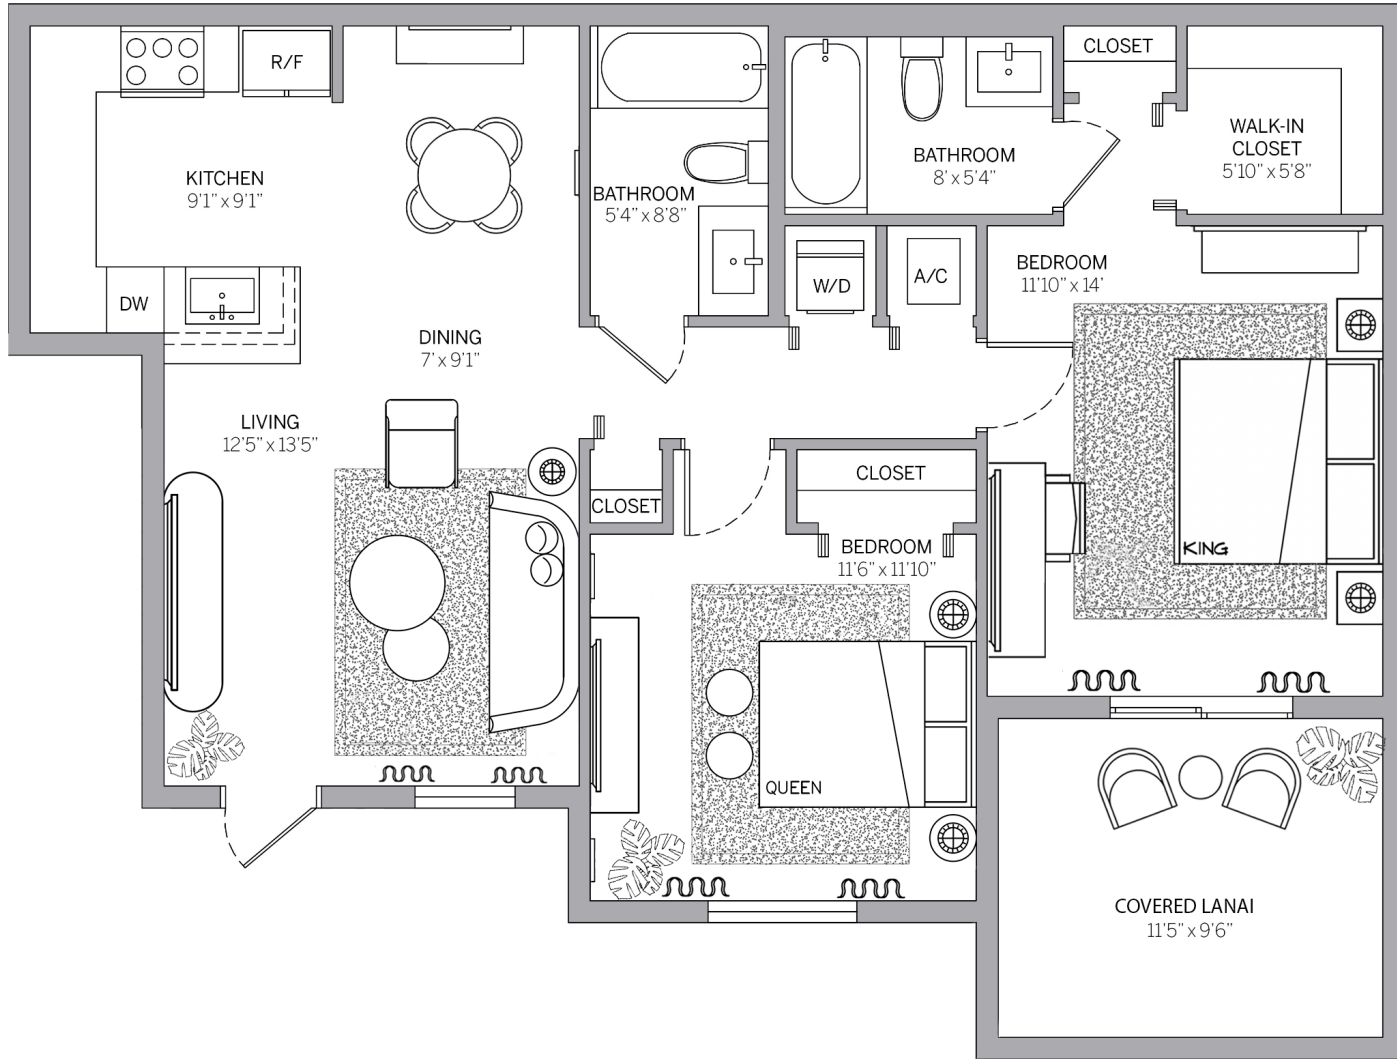 R/F
CLOSET
KITCHEN
9'1" x 9'1"
BATHROOM
5'4" x 8'8"
BATHROOM
8' x 5'4"
WALK-IN
CLOSET
5'10" x 5'8"
DW
DINING
7' x 9'1"
W/D
A/C
BEDROOM
11'10" x 14'
LIVING
12'5" x 13'5"
CLOSET
CLOSET
BEDROOM
11'6" x 11'10"
KING
QUEEN
COVERED LANAI
11'5" x 9'6"